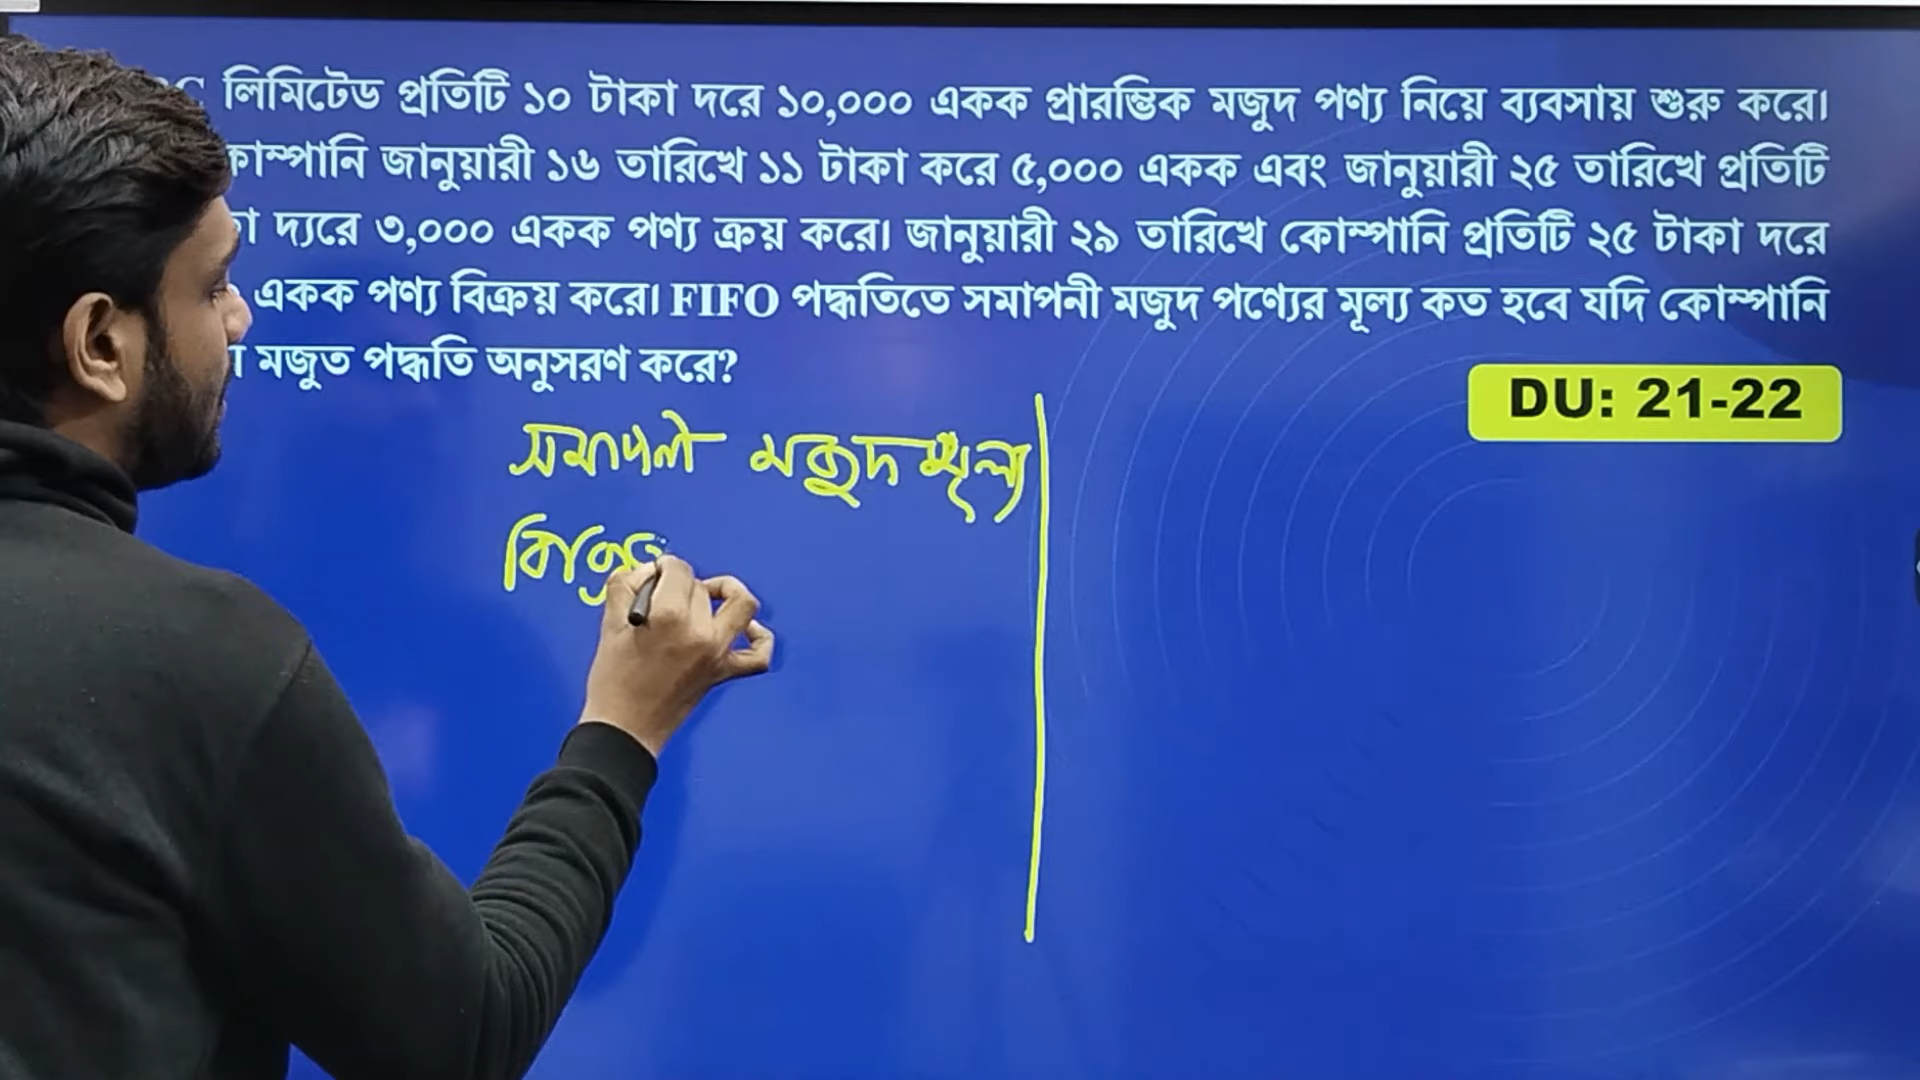 লিমিটেড প্রতিটি ১০ টাকা দরে ১০,০০০ একক প্রারম্ভিক মজুদ পণ্য নিয়ে ব্যবসায় শুরু করে।
জানুয়ারী ১৬ তারিখে ১১ টাকা করে ৫,০০০ একক এবং জানুয়ারী ২৫ তারিখে প্রতিটি
দ্যরে ৩,০০০ একক পণ্য ক্রয় করে। জানুয়ারী ২৯ তারিখে কোম্পানি প্রতিটি ২৫ টাকা দরে
একক পণ্য বিক্রয় করে। FIFO পদ্ধতিতে সমাপনী মজুদ পণ্যের মূল্য কত হবে যদি কোম্পানি
মজুত পদ্ধতি অনুসরণ করে?
DU: 21-22
সমাপনী মজুদ মূল্য